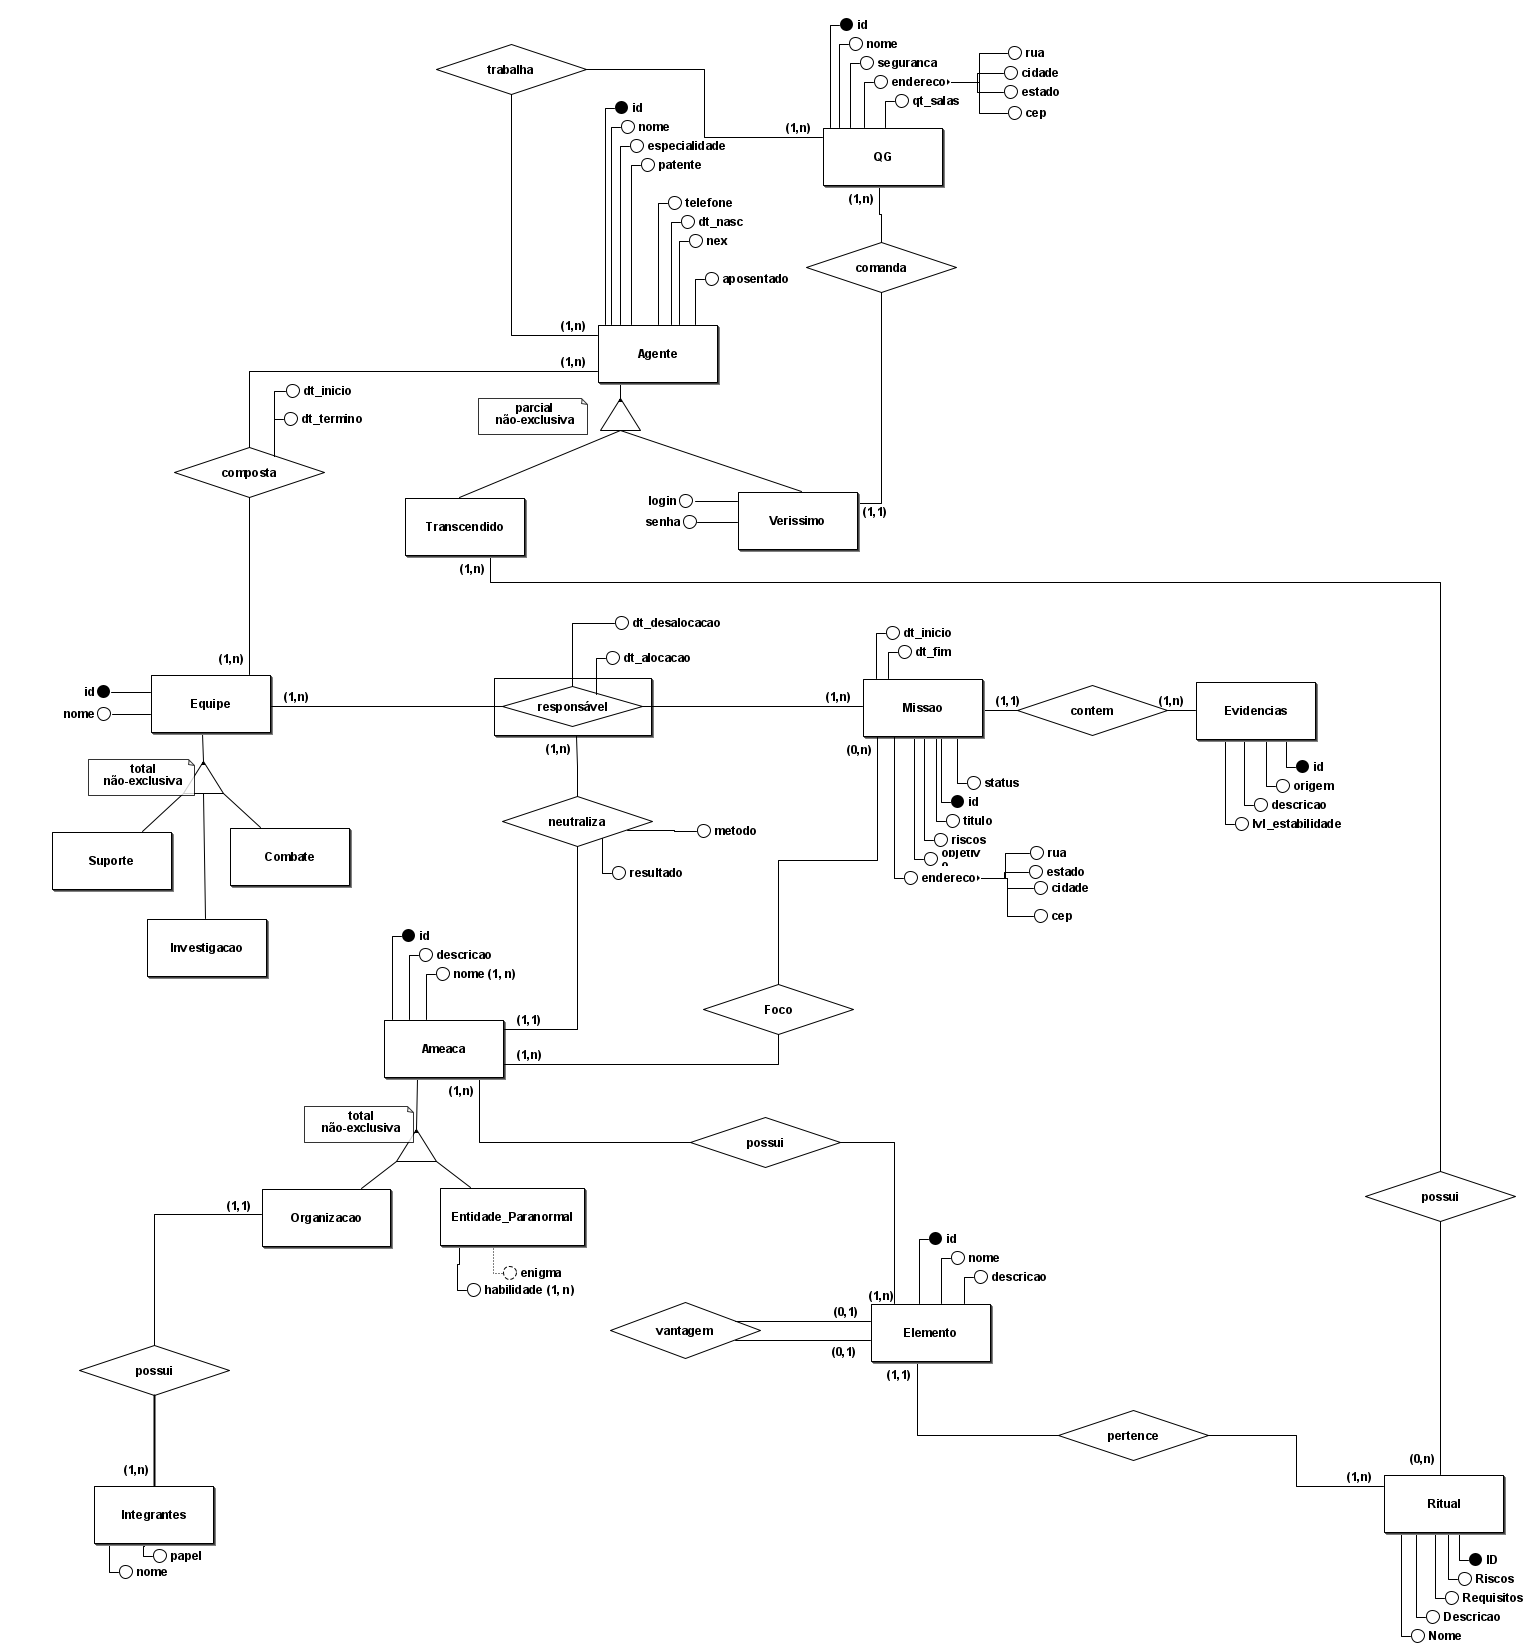 id
nome
seguranca
endereco
qt_salas
rua
cidade
estado
cep
trabalha
(1,n)
QG
(1,n)
id
nome
especialidade
patente
telefone
dt_nasc
nex
aposentado
comanda
(1,n)
(1,n)
Agente
dt_inicio
dt_termino
parcial
não-exclusiva
composta
Transcendido
(1,n)
login
senha
Verissimo
(1,1)
dt_desalocacao
dt_alocacao
dt_inicio
dt_fim
(1,n)
id
nome
Equipe
(1,n)
responsável
(1,n)
(1,n)
Missao
(0,n)
(1,1)
contem
(1,n)
Evidencias
total
não-exclusiva
Suporte
Combate
Investigacao
neutraliza
metodo
resultado
status
id
titulo
riscos
objetiv
endereco
rua
estado
cidade
cep
id
origem
descricao
lvl_estabilidade
id
descricao
nome (1, n)
Ameaca
(1,1)
(1,n)
(1,n)
Foco
total
não-exclusiva
possui
possui
(1,1)
Organizacao
Entidade_Paranormal
enigma
habilidade (1, n)
id
nome
descricao
(1,n)
vantagem
(0,1)
(0,1)
Elemento
(1,1)
possui
pertence
(1,n)
(0,n)
(1,n)
Integrantes
papel
nome
Ritual
ID
Riscos
Requisitos
Descricao
Nome